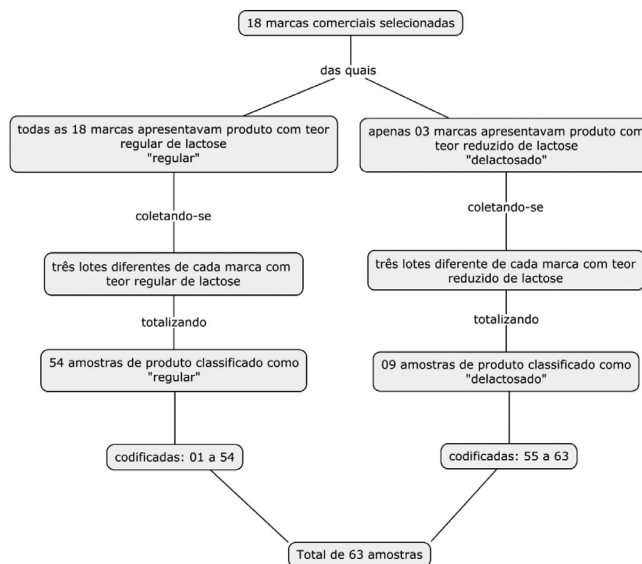 18 marcas comerciais selecionadas
das quais
todas as 18 marcas apresentavam produto com teor
regular de lactose
"regular"
apenas 03 marcas apresentavam produto com
teor reduzido de lactose
"delactosado"
coletando-se
coletando-se
três lotes diferentes de cada marca com
teor regular de lactose
três lotes diferente de cada marca com teor
reduzido de lactose
totalizando
totalizando
54 amostras de produto classificado como
"regular"
09 amostras de produto classificado como
"delactosado"
codificadas: 01 a 54
codificadas: 55 a 63
Total de 63 amostras